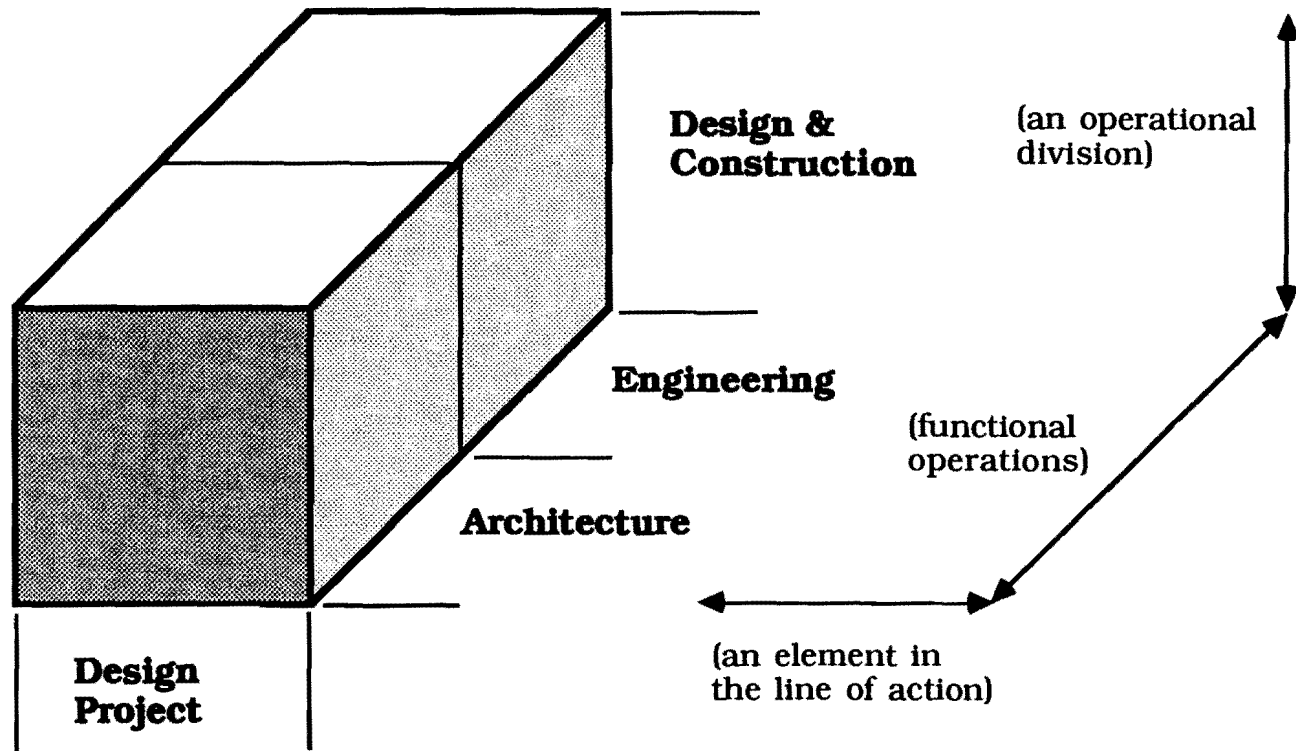 Design &
Construction
(an operational
division)
Engineering
(functional
operations)
Architecture
Design
Project
(an element in
the line of action)